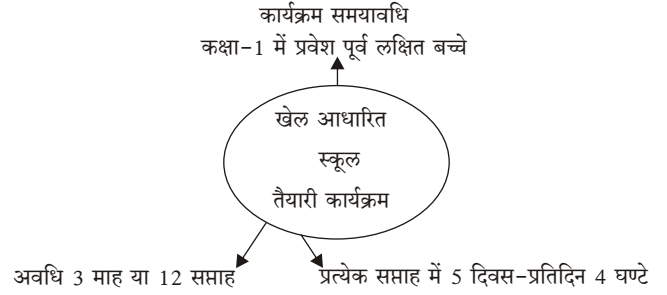 कार्यक्रम समयावधि
कक्षा-1 में प्रवेश पूर्व लक्षित बच्चे
खेल आधारित
स्कूल
तैयारी कार्यक्रम
अवधि 3 माह या 12 सप्ताह
प्रत्येक सप्ताह में 5 दिवस-प्रतिदिन 4 घण्टे